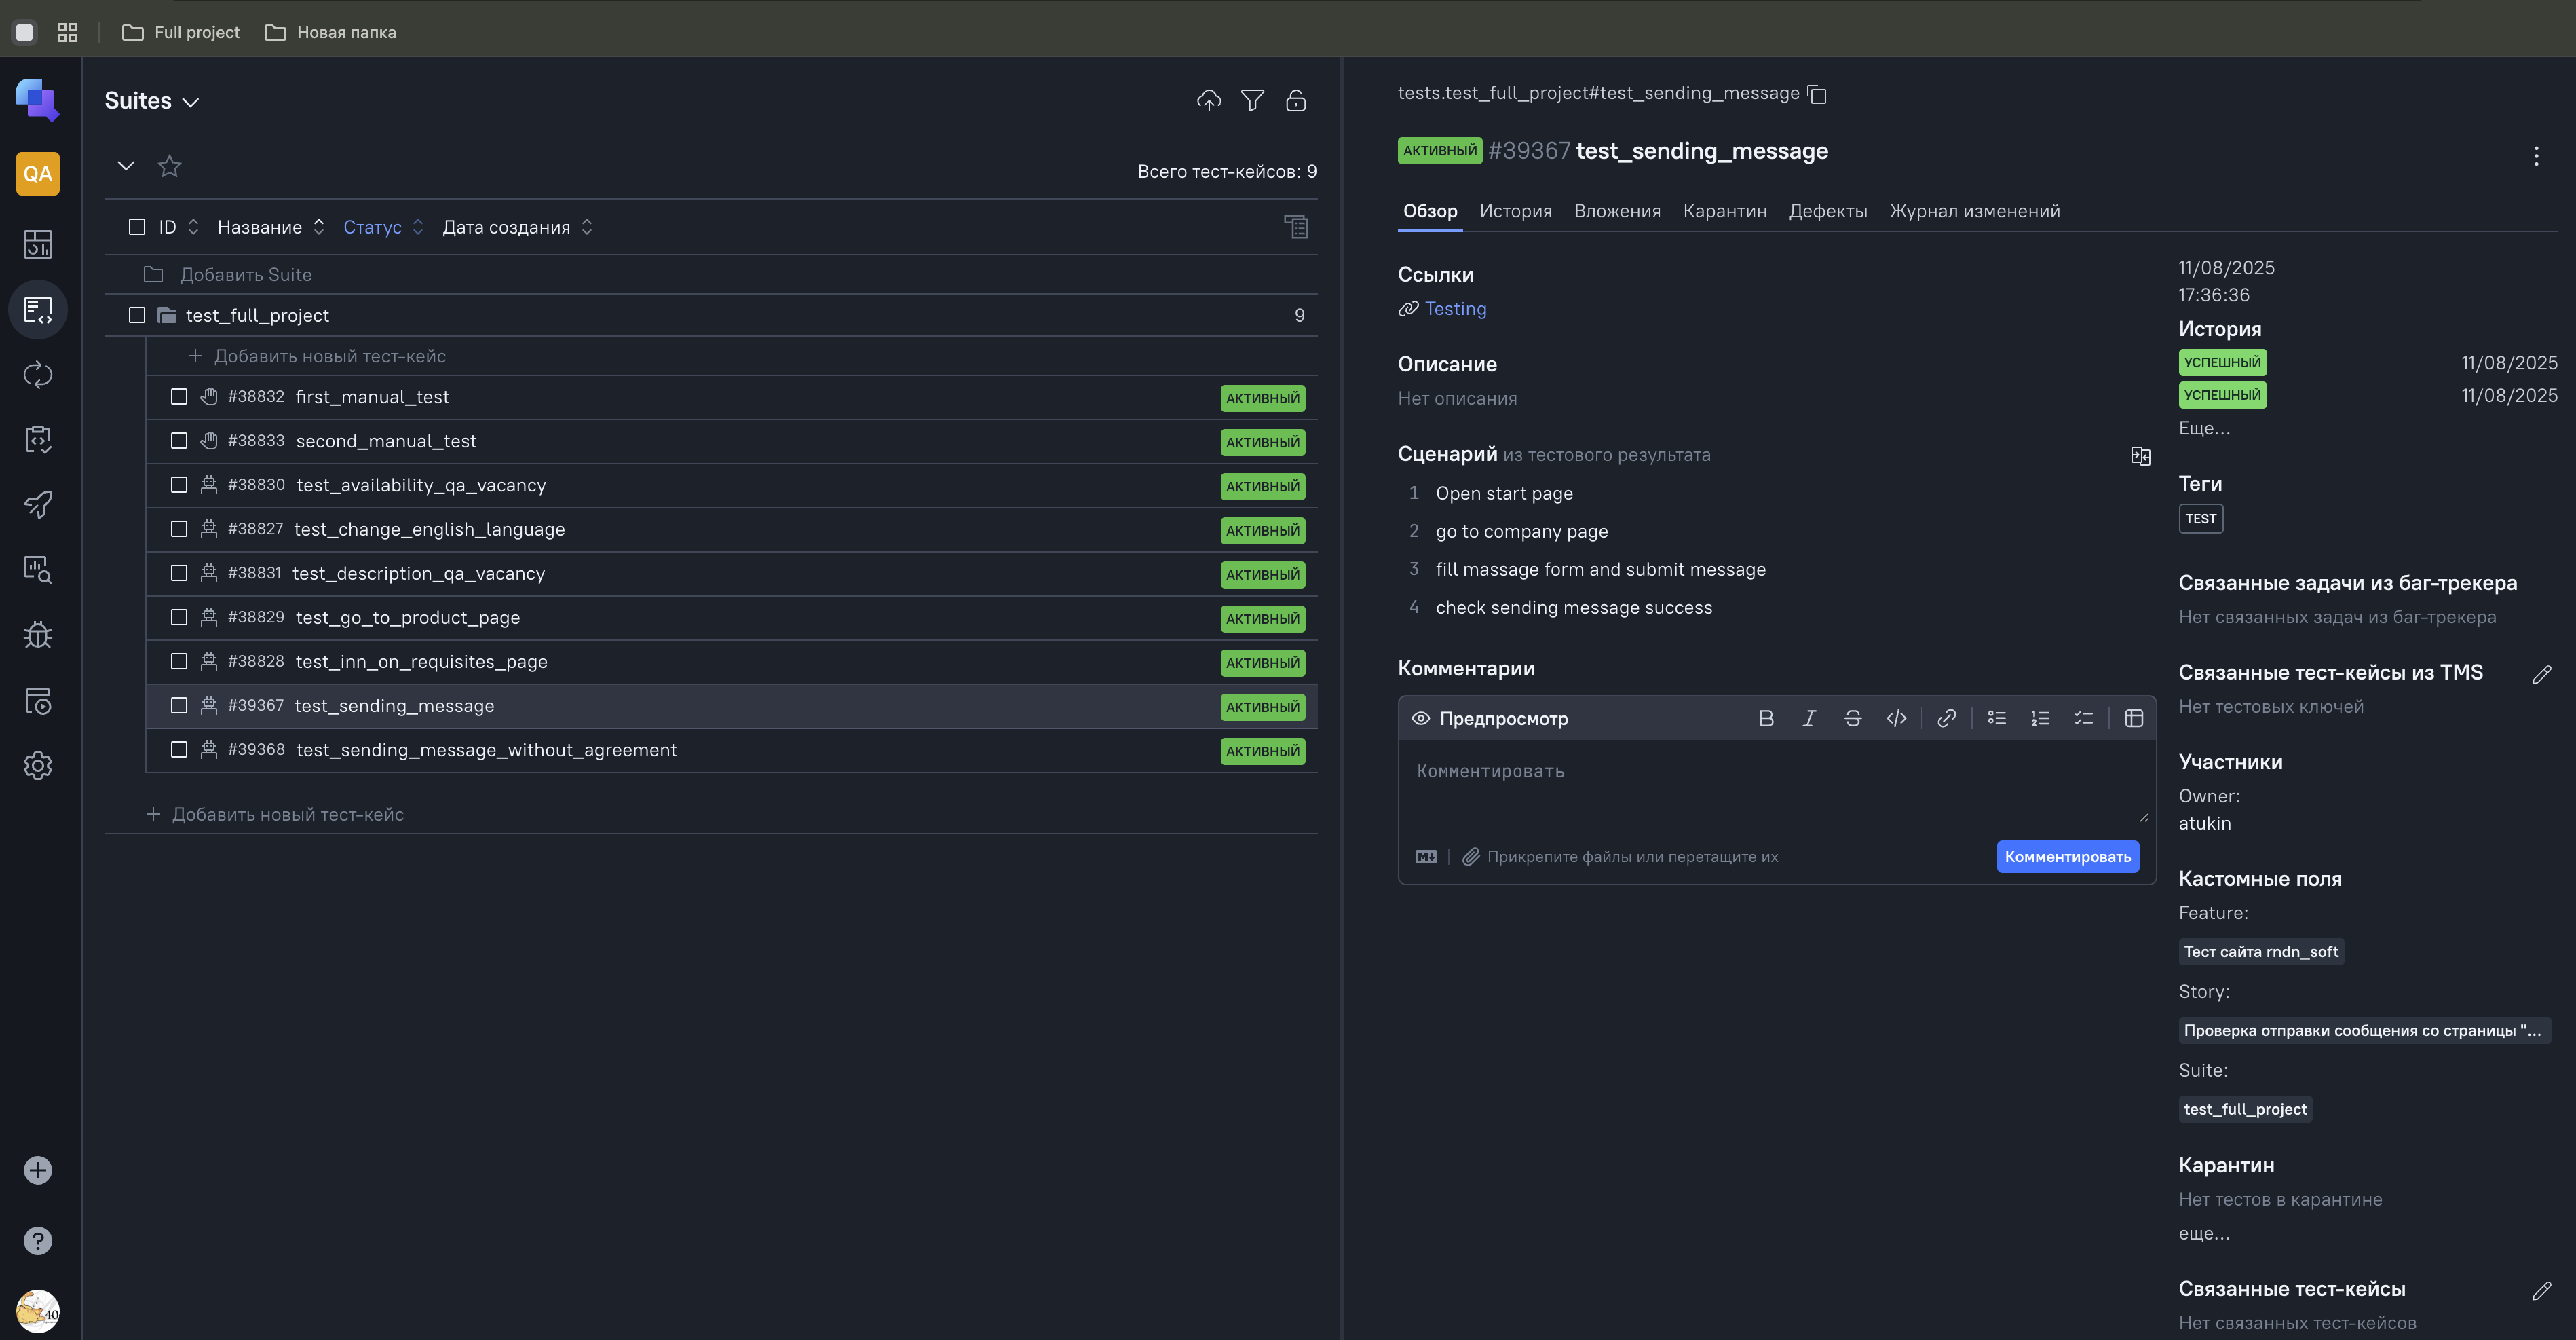 Full project
Новая папка
QA
Suites
Всего тест-кейсов: 9
ID
Название
Статус
Дата создания
Добавить Suite
test_full_project
9
Добавить новый тест-кейс
#38832 first_manual_test АКТИВНЫЙ
#38833 second_manual_test АКТИВНЫЙ
#38830 test_availability_qa_vacancy АКТИВНЫЙ
#38827 test_change_english_language АКТИВНЫЙ
#38831 test_description_qa_vacancy АКТИВНЫЙ
#38829 test_go_to_product_page АКТИВНЫЙ
#38828 test_inn_on_requisites_page АКТИВНЫЙ
#39367 test_sending_message АКТИВНЫЙ
#39368 test_sending_message_without_agreement АКТИВНЫЙ
Добавить новый тест-кейс
40
tests.test_full_project#test_sending_message
АКТИВНЫЙ #39367 test_sending_message
Обзор История Вложения Карантин Дефекты Журнал изменений
Ссылки
Testing
Описание
Нет описания
Сценарий из тестового результата
1 Open start page
2 go to company page
3 fill massage form and submit message
4 check sending message success
Комментарии
Предпросмотр
Комментировать
Прикрепите файлы или перетащите их
Комментировать
11/08/2025
17:36:36
История
УСПЕШНЫЙ 11/08/2025
УСПЕШНЫЙ 11/08/2025
Еще...
Теги
TEST
Связанные задачи из баг-трекера
Нет связанных задач из баг-трекера
Связанные тест-кейсы из TMS
Нет тестовых ключей
Участники
Owner:
atukin
Кастомные поля
Feature:
Тест сайта rndn_soft
Story:
Проверка отправки сообщения со страницы "...
Suite:
test_full_project
Карантин
Нет тестов в карантине
еще...
Связанные тест-кейсы
Нет связанных тест-кейсов